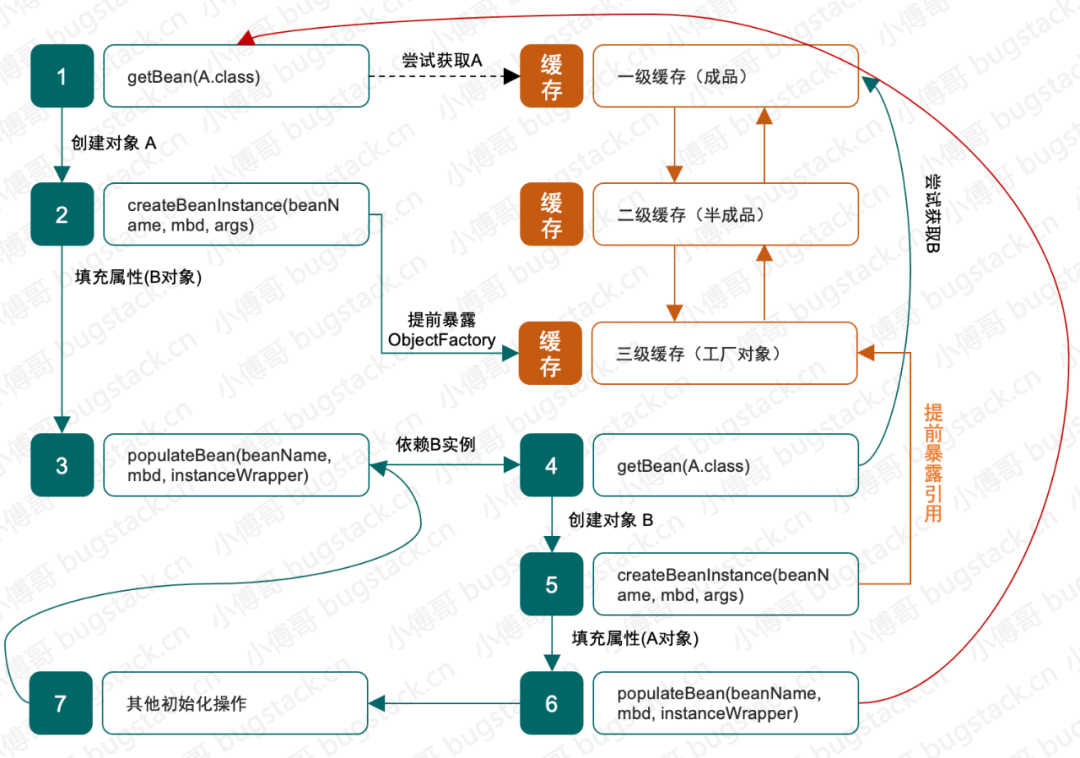 1
getBean(A.class)
尝试获取A
缓
存
一级缓存（成品）
创建对象 A
2
createBeanInstance(beanN
ame, mbd, args)
缓
存
二级缓存（半成品）
尝试获取B
填充属性(B对象)
提前暴露
ObjectFactory
缓
存
三级缓存（工厂对象）
3
populateBean(beanName,
mbd, instanceWrapper)
依赖B实例
4
getBean(A.class)
提前暴露引用
创建对象 B
5
createBeanInstance(beanN
ame, mbd, args)
填充属性(A对象)
7
其他初始化操作
6
populateBean(beanName,
mbd, instanceWrapper)
小傅哥 bugstack.cn